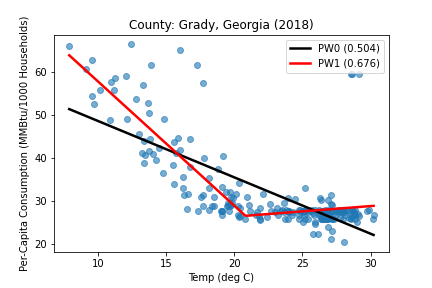 County: Grady, Georgia (2018)
PW0 (0.504)
PW1 (0.676)
Per-Capita Consumption (MMBtu/1000 Households)
60
50
40
30
20
10
15
20
25
30
Temp (deg C)